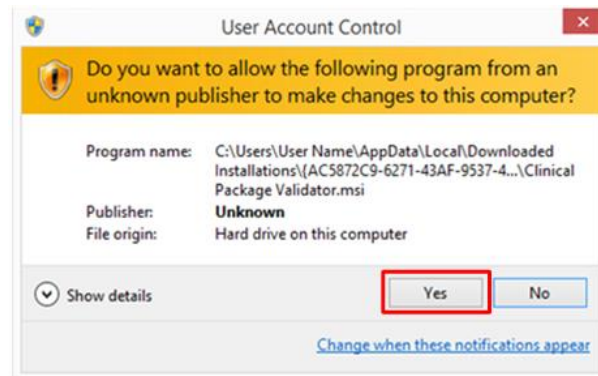 User Account Control
Do you want to allow the following program from an
unknown publisher to make changes to this computer?
Program name: C:\Users\User Name\AppData\Local\Downloaded
Installations\{AC5872C9-6271-43AF-9537-4...\Clinical
Package Validator.msi
Publisher: Unknown
File origin: Hard drive on this computer
Show details Yes No
Change when these notifications appear